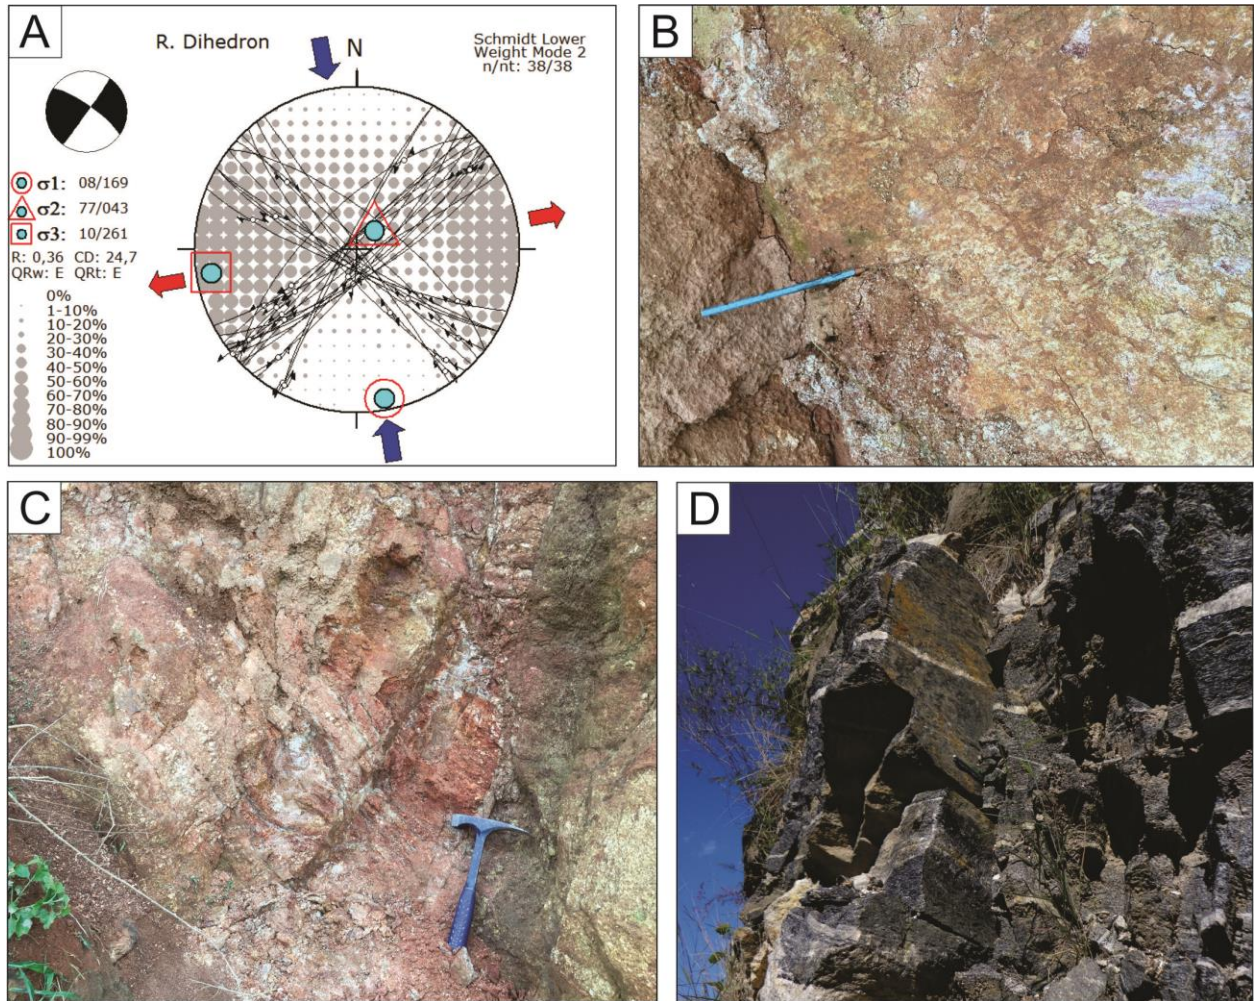 A
R. Dihedron
N
Schmidt Lower
Weight Mode 2
n/nt: 38/38
σ1: 08/169
σ2: 77/043
σ3: 10/261
R: 0,36 CD: 24,7
QRw: E QRt: E
0%
1-10%
10-20%
20-30%
30-40%
40-50%
50-60%
60-70%
70-80%
80-90%
90-99%
100%
B
C
D